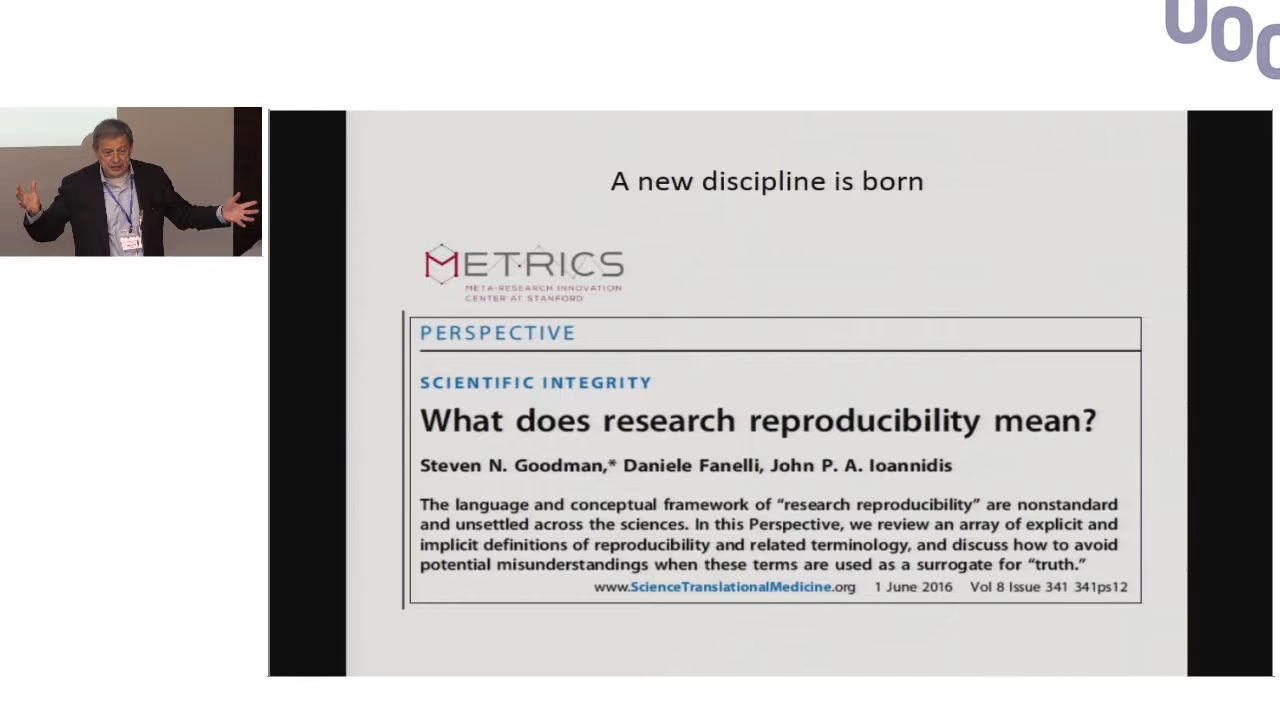 UOC
A new discipline is born
METRICS
META-RESEARCH INNOVATION
CENTER AT STANFORD
PERSPECTIVE
SCIENTIFIC INTEGRITY
What does research reproducibility mean?
Steven N. Goodman,* Daniele Fanelli, John P. A. Ioannidis
The language and conceptual framework of “research reproducibility” are nonstandard
and unsettled across the sciences. In this Perspective, we review an array of explicit and
implicit definitions of reproducibility and related terminology, and discuss how to avoid
potential misunderstandings when these terms are used as a surrogate for “truth.”
www.ScienceTranslationalMedicine.org 1 June 2016 Vol 8 Issue 341 341ps12